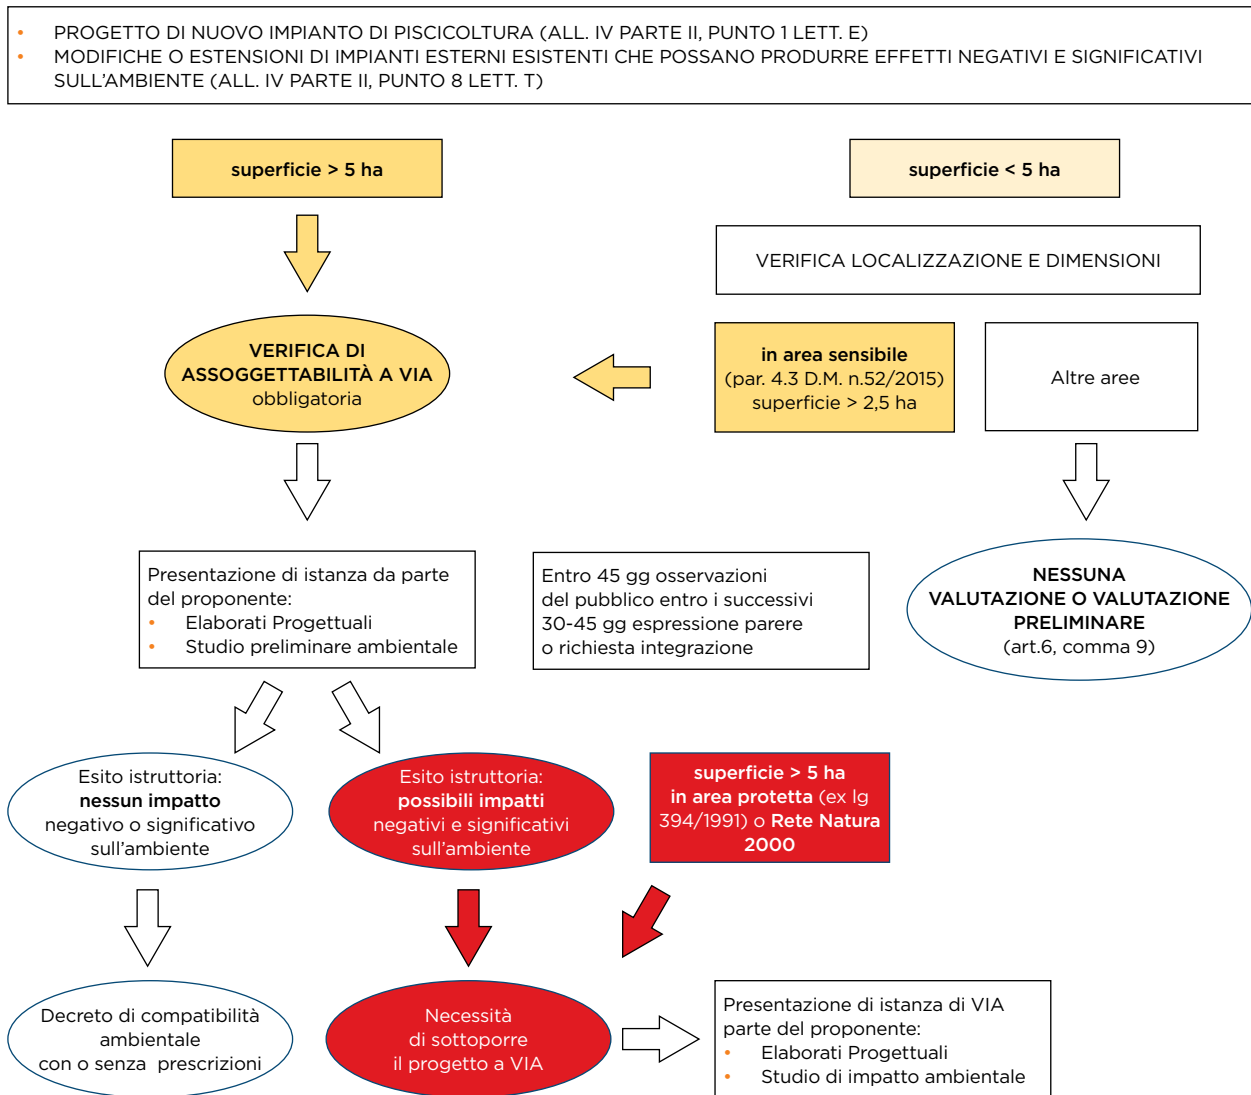 • PROGETTO DI NUOVO IMPIANTO DI PISCICOLTURA (ALL. IV PARTE II, PUNTO 1 LETT. E)
• MODIFICHE O ESTENSIONI DI IMPIANTI ESTERNI ESISTENTI CHE POSSANO PRODURRE EFFETTI NEGATIVI E SIGNIFICATIVI
SULL'AMBIENTE (ALL. IV PARTE II, PUNTO 8 LETT. T)
superficie > 5 ha
superficie < 5 ha
VERIFICA LOCALIZZAZIONE E DIMENSIONI
VERIFICA DI
ASSOGGETTABILITÀ A VIA
obbligatoria
in area sensibile
(par. 4.3 D.M. n.52/2015)
superficie > 2,5 ha
Altre aree
Presentazione di istanza da parte
del proponente:
• Elaborati Progettuali
• Studio preliminare ambientale
Entro 45 gg osservazioni
del pubblico entro i successivi
30-45 gg espressione parere
o richiesta integrazione
NESSUNA
VALUTAZIONE O VALUTAZIONE
PRELIMINARE
(art.6, comma 9)
Esito istruttoria:
nessun impatto
negativo o significativo
sull'ambiente
Esito istruttoria:
possibili impatti
negativi e significativi
sull'ambiente
superficie > 5 ha
in area protetta (ex lg
394/1991) o Rete Natura
2000
Decreto di compatibilità
ambientale
con o senza prescrizioni
Necessità
di sottoporre
il progetto a VIA
Presentazione di istanza di VIA
parte del proponente:
• Elaborati Progettuali
• Studio di impatto ambientale